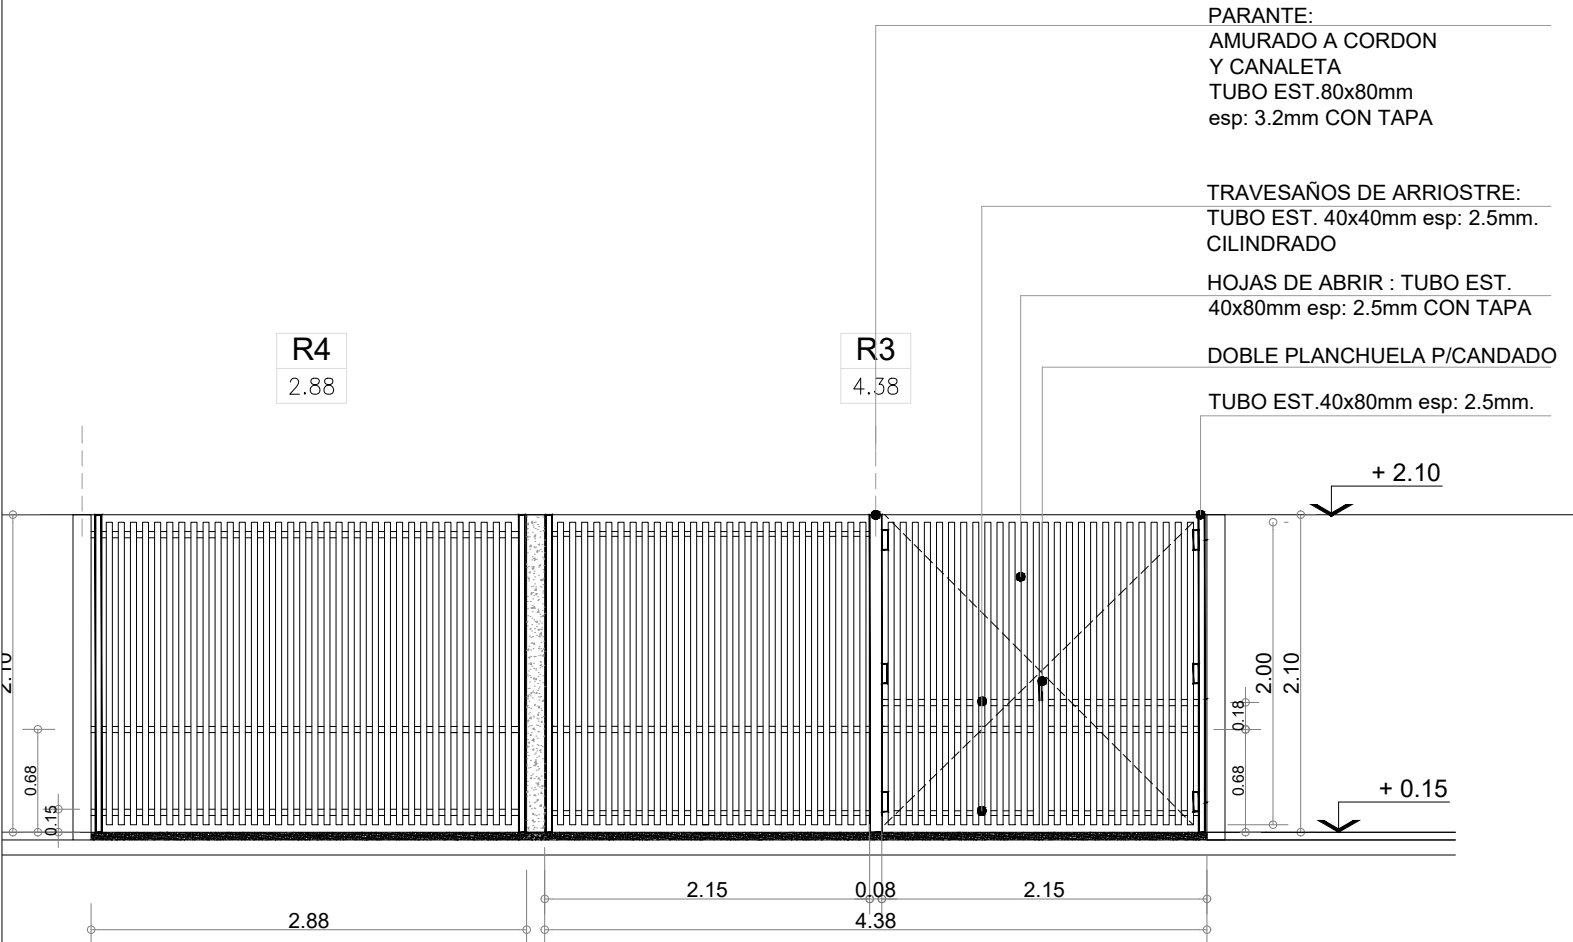 PARANTE:
AMURADO A CORDON
Y CANALETA
TUBO EST.80x80mm
esp: 3.2mm CON TAPA
TRAVESAÑOS DE ARRIOSTRE:
TUBO EST. 40x40mm esp: 2.5mm.
CILINDRADO
HOJAS DE ABRIR : TUBO EST.
40x80mm esp: 2.5mm CON TAPA
R4
2.88
R3
4.38
DOBLE PLANCHUELA P/CANDADO
TUBO EST.40x80mm esp: 2.5mm.
+ 2.10
2.10
0.68
0.15
0.18
0.68
2.00
2.10
+ 0.15
2.15
0.08
2.15
2.88
4.38